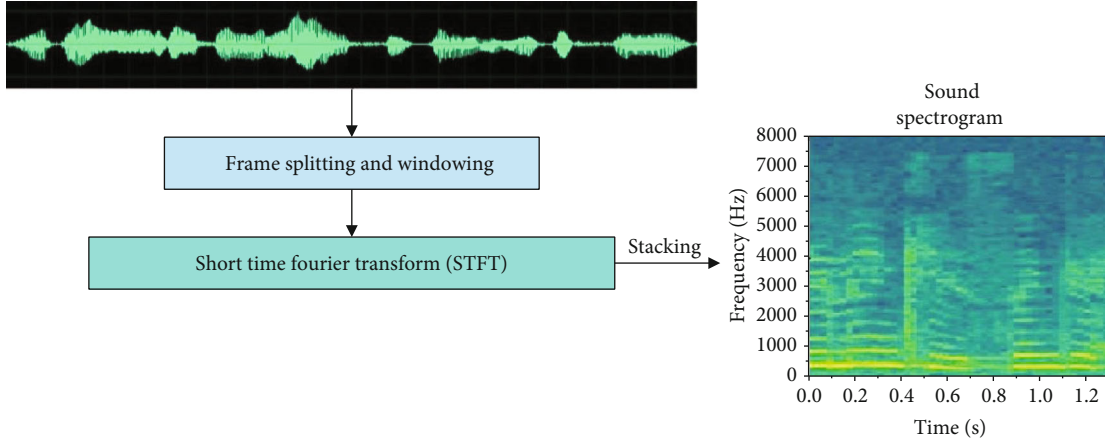 Frame splitting and windowing
Short time fourier transform (STFT)
Stacking
Sound
spectrogram
8000
7000
6000
5000
4000
3000
2000
1000
0
Frequency (Hz)
0.0 0.2 0.4 0.6 0.8 1.0 1.2
Time (s)